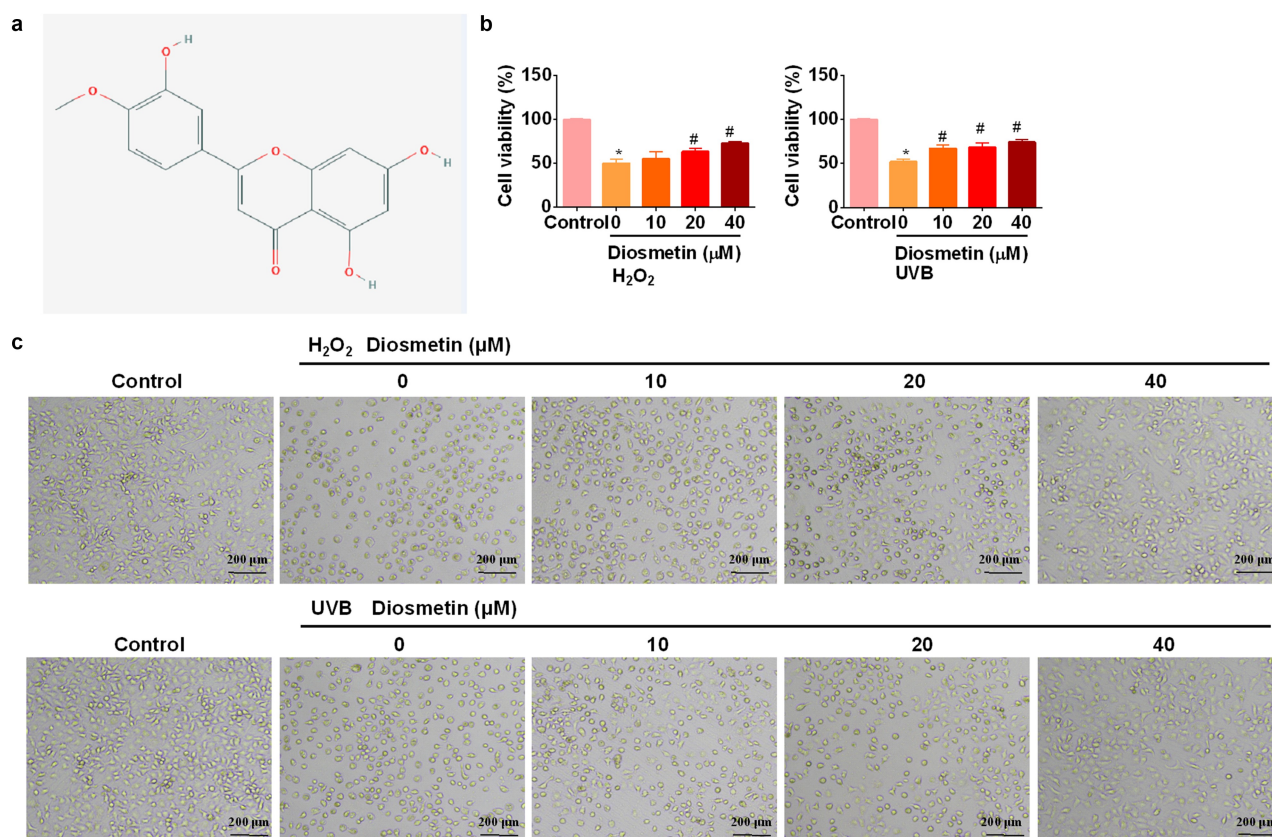 a
H
O
O
O
O
H
O
O
H
b
Cell viability (%)
150
100
50
0
*
#
#
Control 0 10 20 40
Diosmetin (μM)
H₂O₂
Cell viability (%)
150
100
50
0
*
#
#
#
Control 0 10 20 40
Diosmetin (μM)
UVB
c
H₂O₂ Diosmetin (μM)
Control 0 10 20 40
200 μm 200 μm 200 μm 200 μm 200 μm
UVB Diosmetin (μM)
Control 0 10 20 40
200 μm 200 μm 200 μm 200 μm 200 μm